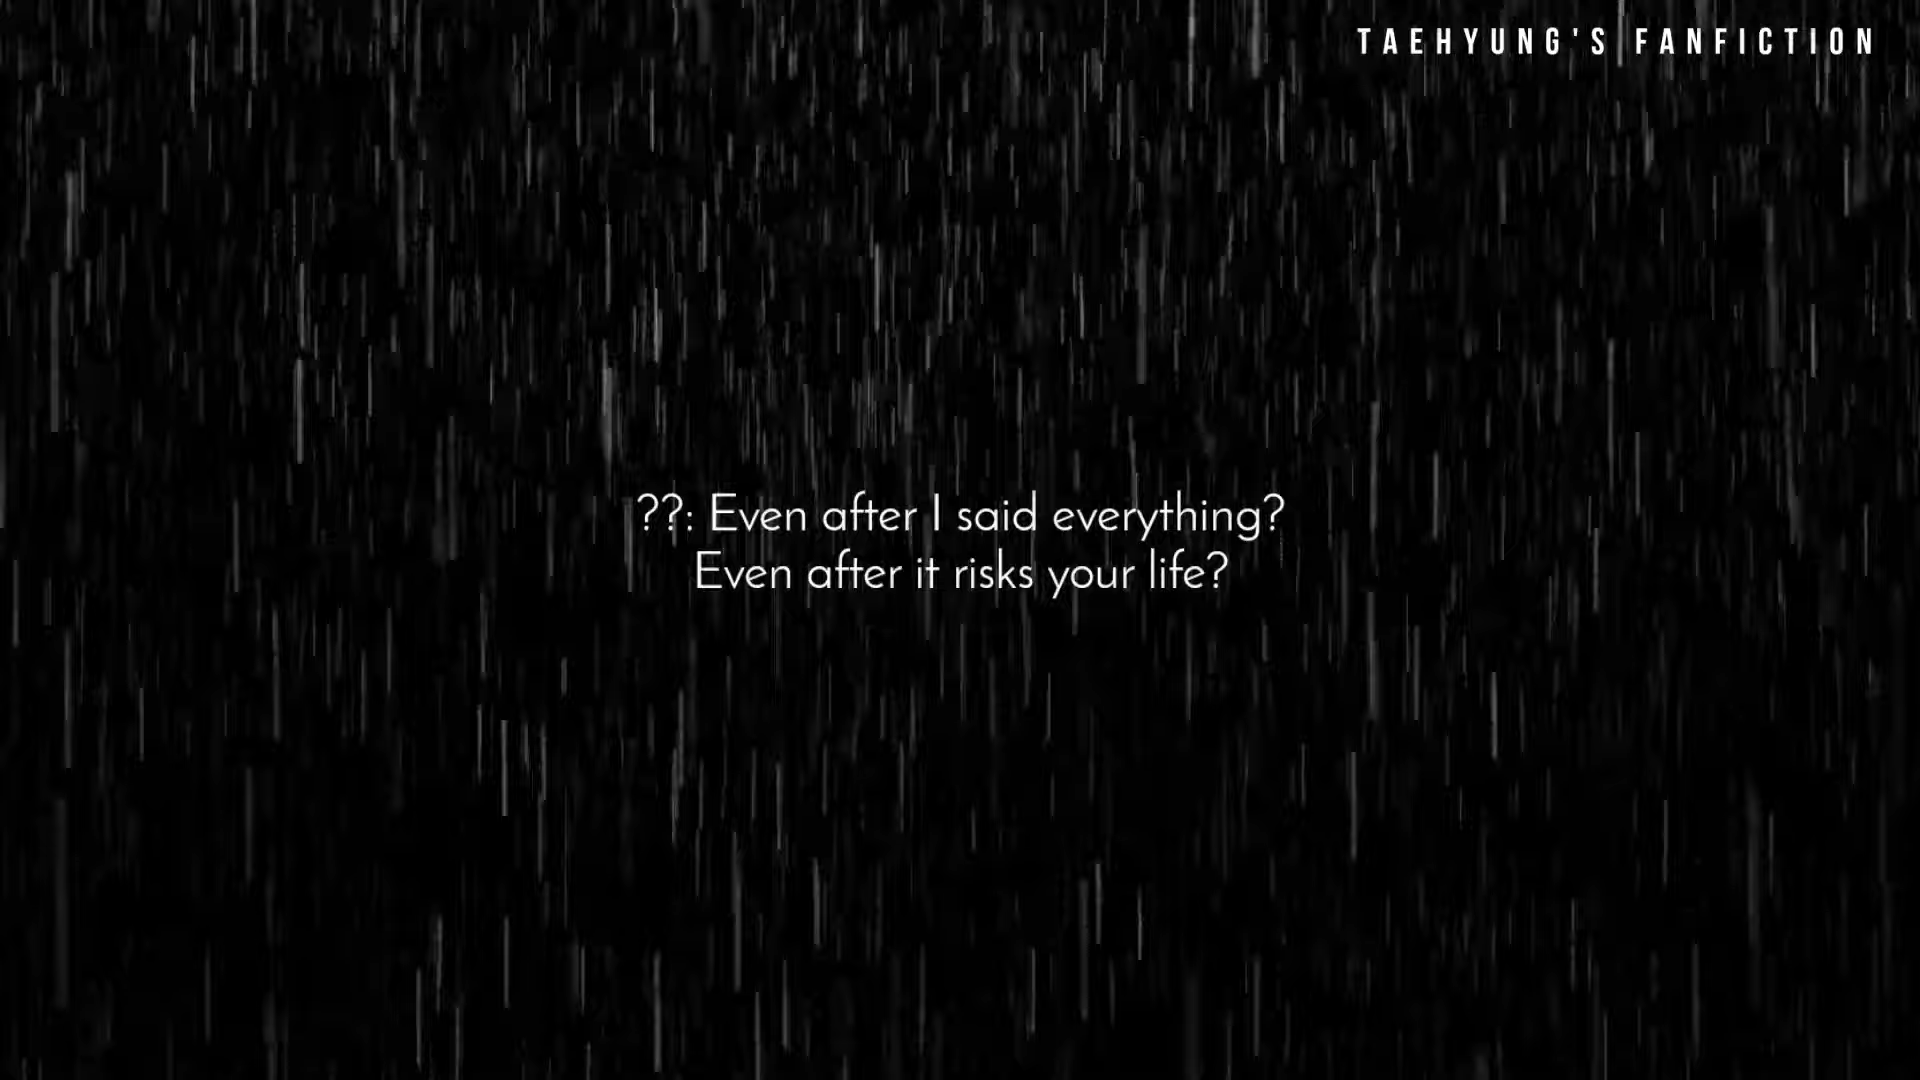 TAEHYUNG'S FANFICTION
??: Even after I said everything?
Even after it risks your life?